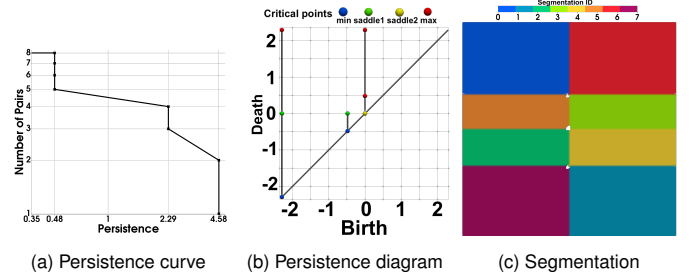 8
7
6
5
4
3
2
1
Number of Pairs
0.35 0.48 1 2.29 4.58
Persistence
(a) Persistence curve
Critical points min saddle1 saddle2 max
2
1
0
-1
-2
Death
-2 -1 0 1 2
Birth
(b) Persistence diagram
Segmentation ID
0 1 2 3 4 5 6 7
(c) Segmentation